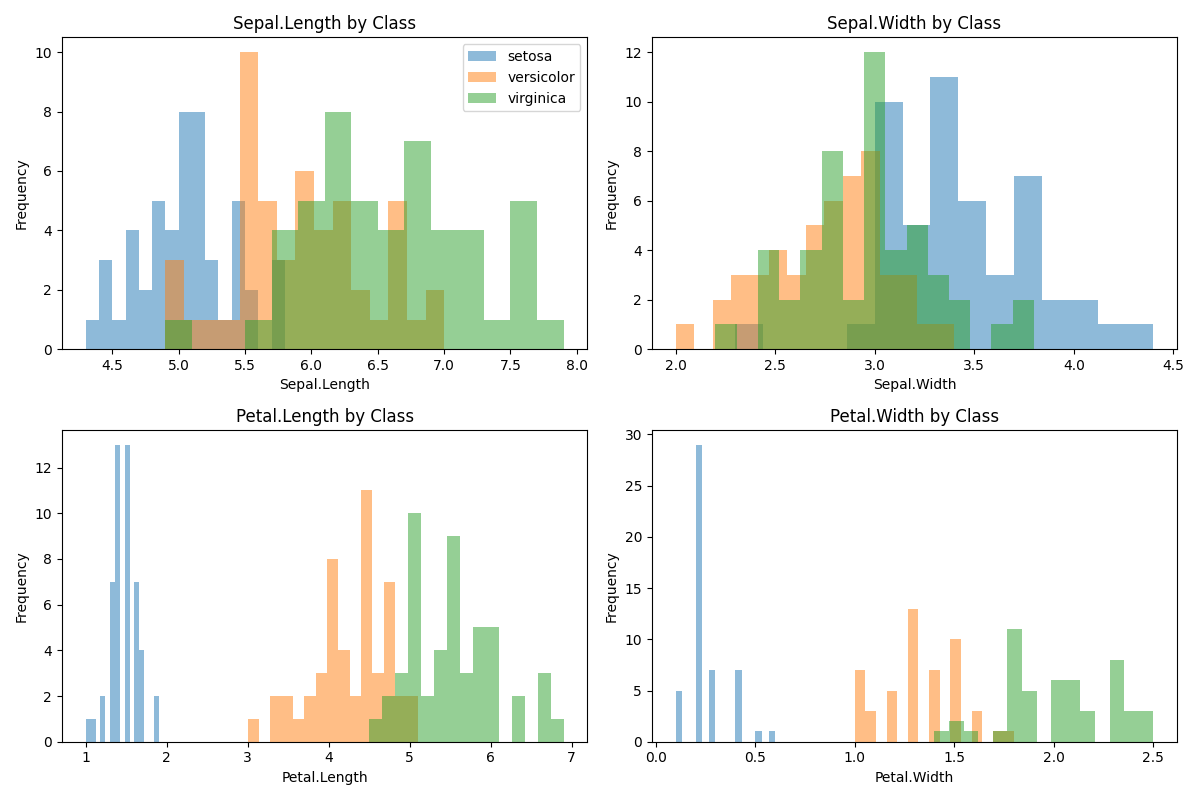 Sepal.Length by Class
10
8
6
4
2
0
Frequency
4.5 5.0 5.5 6.0 6.5 7.0 7.5 8.0
Sepal.Length
setosa
versicolor
virginica
Sepal.Width by Class
12
10
8
6
4
2
0
Frequency
2.0 2.5 3.0 3.5 4.0 4.5
Sepal.Width
Petal.Length by Class
12
10
8
6
4
2
0
Frequency
1 2 3 4 5 6 7
Petal.Length
Petal.Width by Class
30
25
20
15
10
5
0
Frequency
0.0 0.5 1.0 1.5 2.0 2.5
Petal.Width